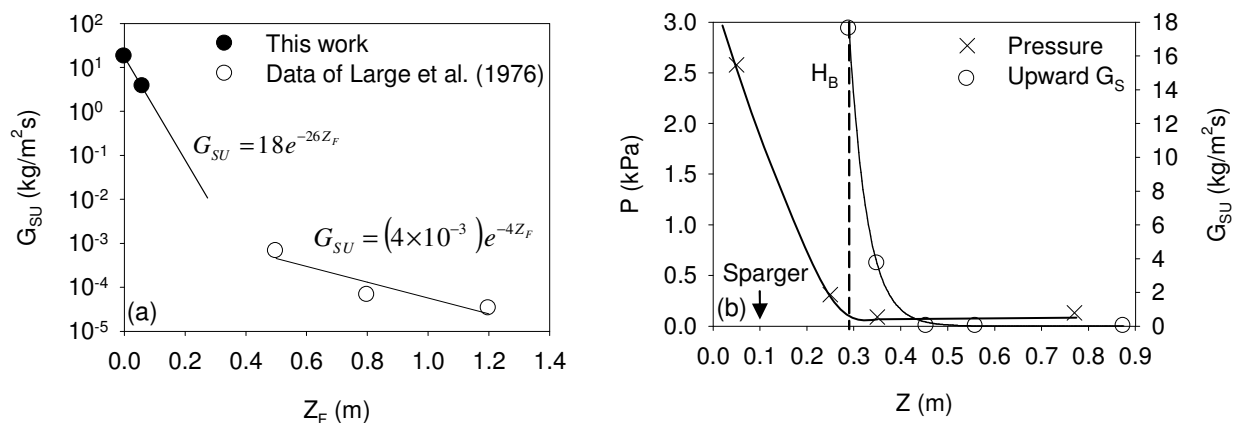 10²
10¹
10⁰
10⁻¹
10⁻²
10⁻³
10⁻⁴
10⁻⁵
G_SU (kg/m²s)
This work
Data of Large et al. (1976)
G_SU = 18e^{−26Z_F}
G_SU = (4×10⁻³)e^{−4Z_F}
(a)
0.0 0.2 0.4 0.6 0.8 1.0 1.2 1.4
Z_F (m)
3.0
2.5
2.0
1.5
1.0
0.5
0.0
P (kPa)
H_B
Pressure
Upward G_S
Sparger
(b)
18
16
14
12
10
8
6
4
2
0
G_SU (kg/m²s)
0.0 0.1 0.2 0.3 0.4 0.5 0.6 0.7 0.8 0.9
Z (m)